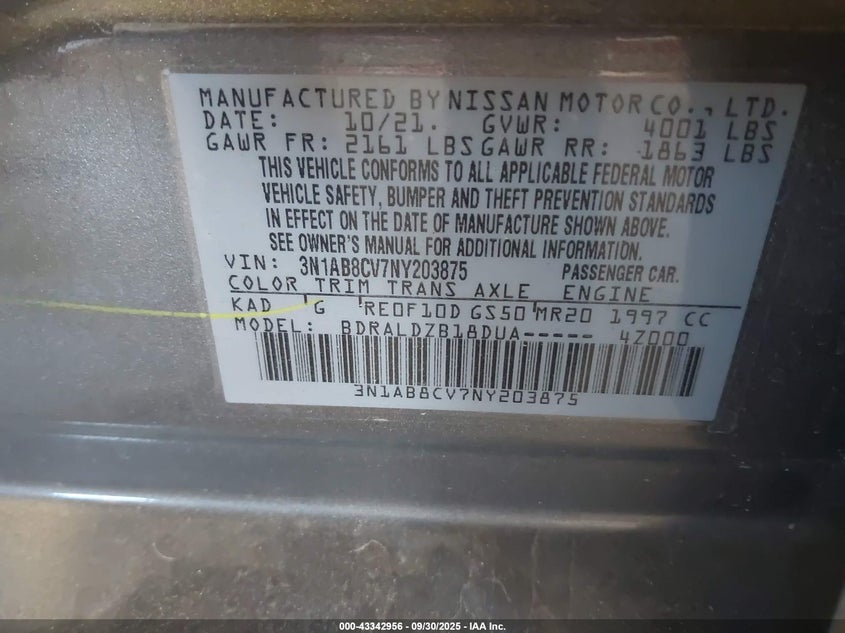 MANUFACTURED BY NISSAN MOTOR CO., LTD.
DATE: 10/21. GVWR: 4001 LBS
GAWR FR: 2161 LBS GAWR RR: 1863 LBS
THIS VEHICLE CONFORMS TO ALL APPLICABLE FEDERAL MOTOR
VEHICLE SAFETY, BUMPER AND THEFT PREVENTION STANDARDS
IN EFFECT ON THE DATE OF MANUFACTURE SHOWN ABOVE.
SEE OWNER'S MANUAL FOR ADDITIONAL INFORMATION.
VIN: 3N1AB8CV7NY203875 PASSENGER CAR.
COLOR TRIM TRANS AXLE ENGINE
KAD G RE0F10D GS50 MR20 1997 CC
MODEL: BDRALDZB18DUA----- 4Z000
3N1AB8CV7NY203875
000-43342956 - 09/30/2025 - IAA Inc.